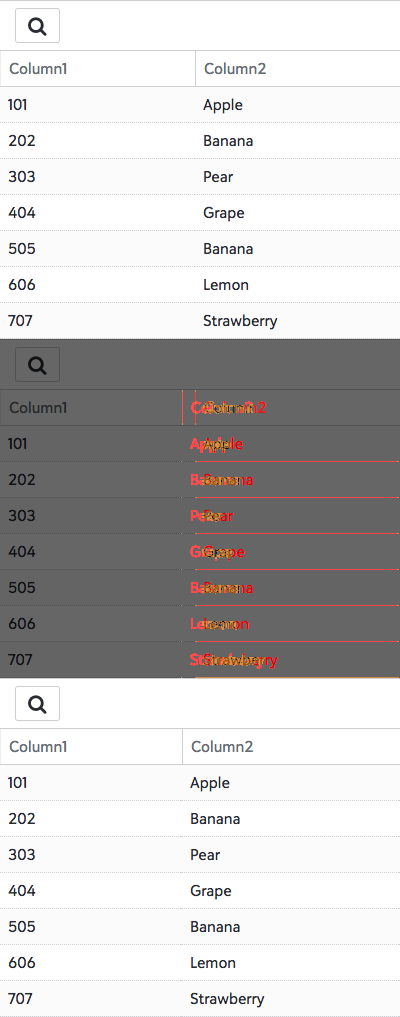 Column1 Column2
101 Apple
202 Banana
303 Pear
404 Grape
505 Banana
606 Lemon
707 Strawberry
Column1 Column2
101 Apple
202 Banana
303 Pear
404 Grape
505 Banana
606 Lemon
707 Strawberry
Column1 Column2
101 Apple
202 Banana
303 Pear
404 Grape
505 Banana
606 Lemon
707 Strawberry